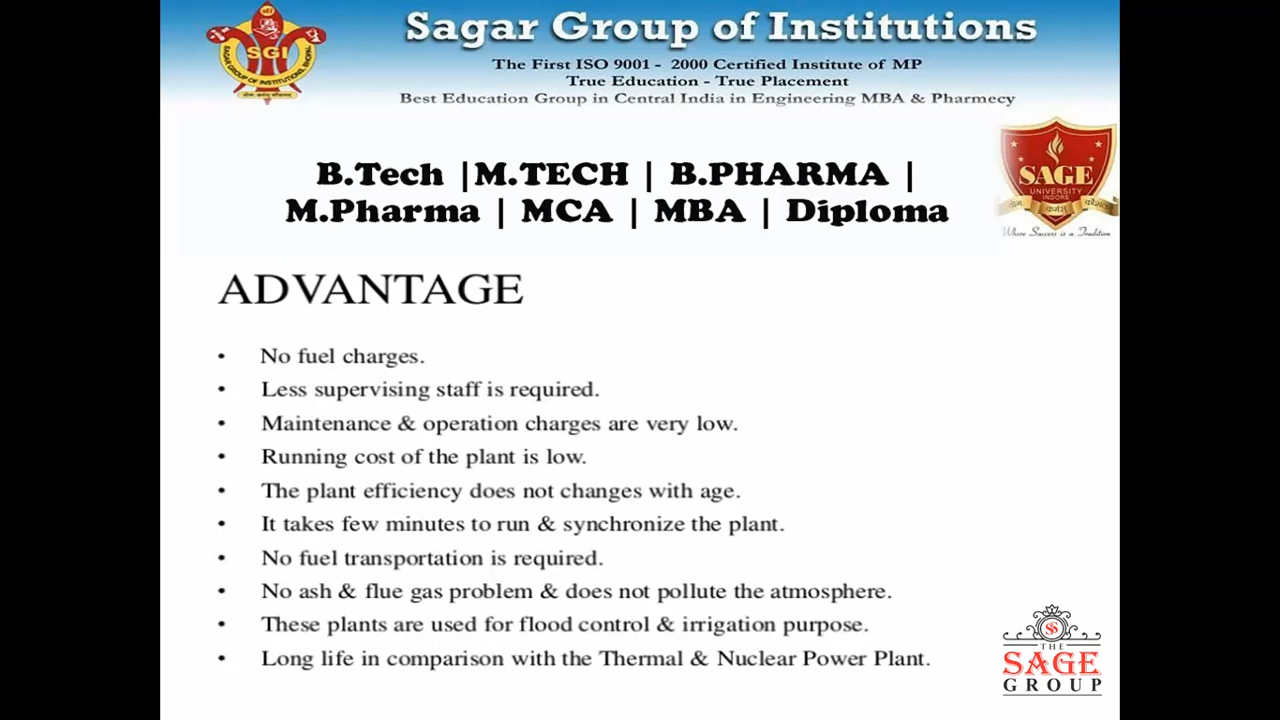 Sagar Group of Institutions
SGI
SAGAR GROUP OF INSTITUTIONS, BHOPAL
The First ISO 9001 - 2000 Certified Institute of MP
True Education - True Placement
Best Education Group in Central India in Engineering MBA & Pharmecy
B.Tech |M.TECH | B.PHARMA |
M.Pharma | MCA | MBA | Diploma
SAGE
UNIVERSITY
INDORE
Where Success is a Tradition
ADVANTAGE
• No fuel charges.
• Less supervising staff is required.
• Maintenance & operation charges are very low.
• Running cost of the plant is low.
• The plant efficiency does not changes with age.
• It takes few minutes to run & synchronize the plant.
• No fuel transportation is required.
• No ash & flue gas problem & does not pollute the atmosphere.
• These plants are used for flood control & irrigation purpose.
• Long life in comparison with the Thermal & Nuclear Power Plant.
THE
SAGE
GROUP